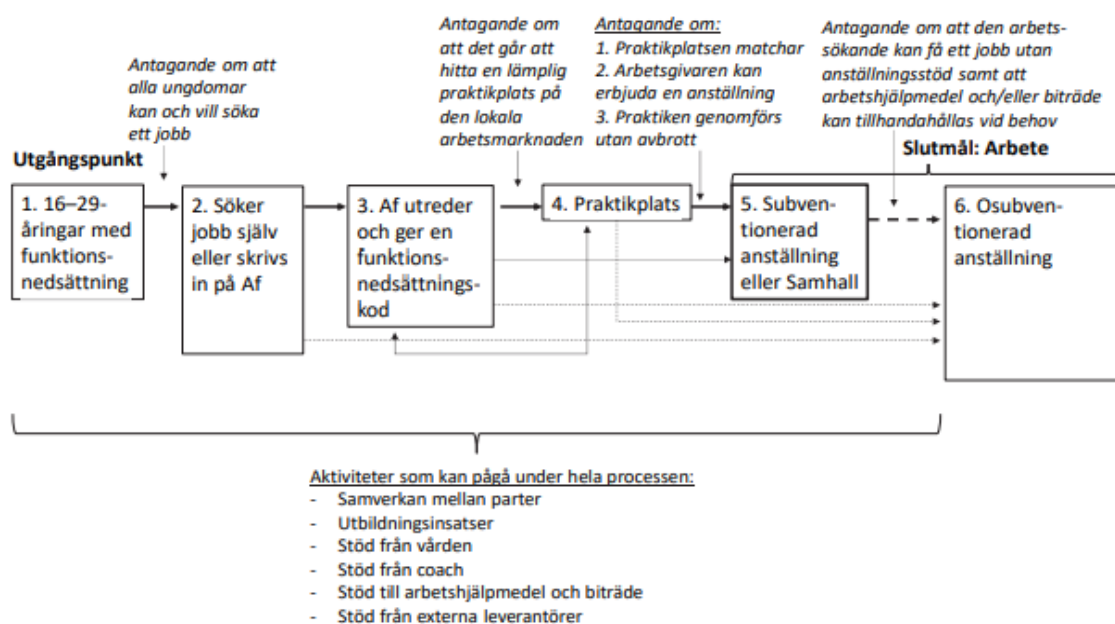 Antagande om att
alla ungdomar
kan och vill söka
ett jobb
Antagande om
att det går att
hitta en lämplig
praktikplats på
den lokala
arbetsmarknaden
Antagande om:
1. Praktikplatsen matchar
2. Arbetsgivaren kan
erbjuda en anställning
3. Praktiken genomförs
utan avbrott
Antagande om att den arbets-
sökande kan få ett jobb utan
anställningsstöd samt att
arbetshjälpmedel och/eller biträde
kan tillhandahållas vid behov
Utgångspunkt
Slutmål: Arbete
1. 16–29-
åringar med
funktions-
nedsättning
2. Söker
jobb själv
eller skrivs
in på Af
3. Af utreder
och ger en
funktions-
nedsättnings-
kod
4. Praktikplats
5. Subven-
tionerad
anställning
eller Samhall
6. Osubven-
tionerad
anställning
Aktiviteter som kan pågå under hela processen:
- Samverkan mellan parter
- Utbildningsinsatser
- Stöd från vården
- Stöd från coach
- Stöd till arbetshjälpmedel och biträde
- Stöd från externa leverantörer